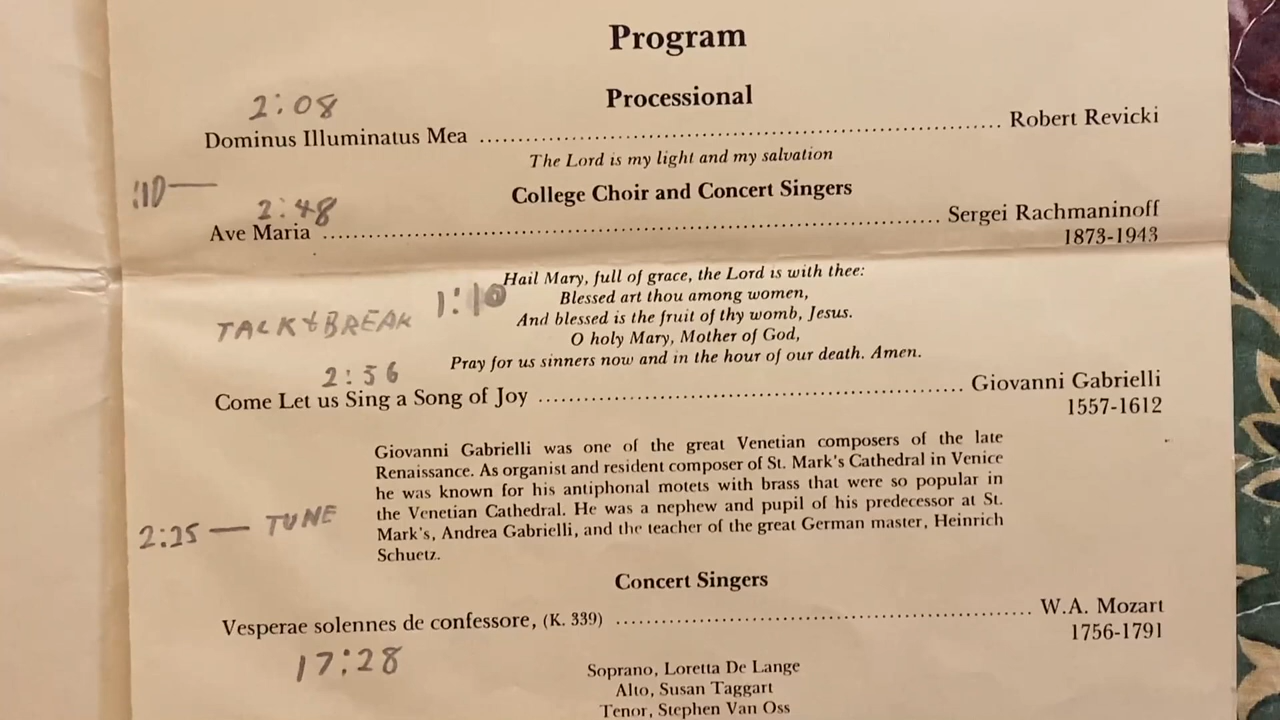 Program
Processional
2:08
Dominus Illuminatus Mea ........ Robert Revicki
The Lord is my light and my salvation
:10—
College Choir and Concert Singers
2:48
Ave Maria ........ Sergei Rachmaninoff
1873-1943
Hail Mary, full of grace, the Lord is with thee:
Blessed art thou among women,
And blessed is the fruit of thy womb, Jesus.
O holy Mary, Mother of God,
Pray for us sinners now and in the hour of our death. Amen.
TALK & BREAK 1:10
2:56
Come Let us Sing a Song of Joy ........ Giovanni Gabrielli
1557-1612
Giovanni Gabrielli was one of the great Venetian composers of the late
Renaissance. As organist and resident composer of St. Mark's Cathedral in Venice
he was known for his antiphonal motets with brass that were so popular in
the Venetian Cathedral. He was a nephew and pupil of his predecessor at St.
Mark's, Andrea Gabrielli, and the teacher of the great German master, Heinrich
Schuetz.
2:25 — TUNE
Concert Singers
Vesperae solennes de confessore, (K. 339) ........ W.A. Mozart
1756-1791
17:28
Soprano, Loretta De Lange
Alto, Susan Taggart
Tenor, Stephen Van Oss